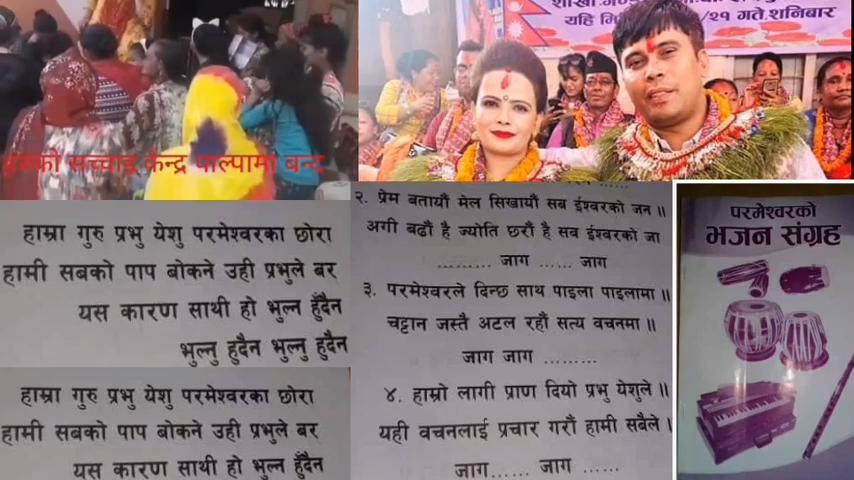 हरुको सच्चाइ केन्द्र पाल्पामा बन्द
यहि मि
/२१ गते.शनिबार
हाम्रा गुरु प्रभु येशु परमेश्वरका छोरा
हामी सबको पाप बोकने उही प्रभुले बर
यस कारण साथी हो भुल्न हुँदैन
भुल्नु हुदैन भुल्नु हुदैन
हाम्रा गुरु प्रभु येशु परमेश्वरका छोरा
हामी सबको पाप बोकने उही प्रभुले बर
यस कारण साथी हो भुल्न हुँदैन
२. प्रेम बतायौं मेल सिखायौं सब ईश्वरको जन ॥
अगी बढौं है ज्योति छरौं है सव ईश्वरको जा
......... जाग ...... जाग
३. परमेश्वरले दिन्छ साथ पाइला पाइलामा ॥
चट्टान जस्तै अटल रहौं सत्य वचनमा ॥
जाग जाग .........
४. हाम्रो लागी प्राण दियो प्रभु येशुले ॥
यही वचनलाई प्रचार गरौं हामी सबैले ।
जाग...... जाग ......
परमेश्वरको
भजन संग्रह